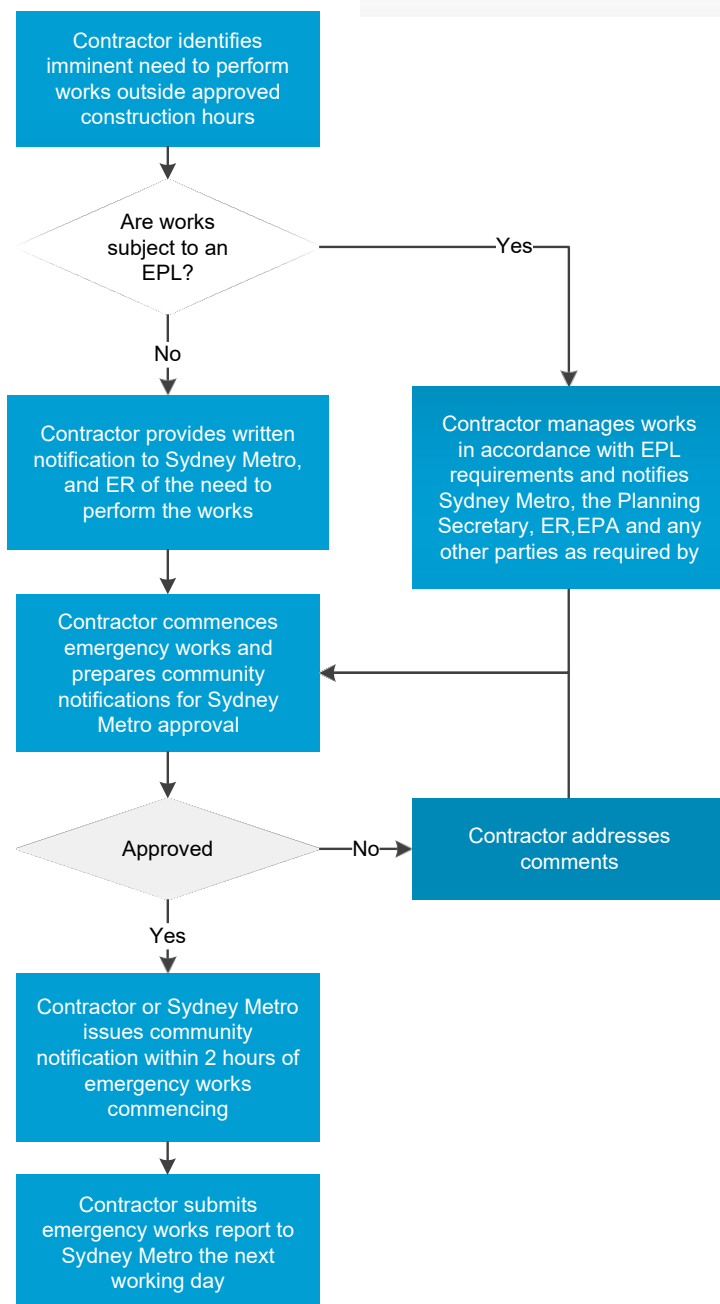 Contractor identifies
imminent need to perform
works outside approved
construction hours
Are works
subject to an
EPL?
Yes
No
Contractor provides written
notification to Sydney Metro,
and ER of the need to
perform the works
Contractor manages works
in accordance with EPL
requirements and notifies
Sydney Metro, the Planning
Secretary, ER,EPA and any
other parties as required by
Contractor commences
emergency works and
prepares community
notifications for Sydney
Metro approval
Approved
No
Contractor addresses
comments
Yes
Contractor or Sydney Metro
issues community
notification within 2 hours of
emergency works
commencing
Contractor submits
emergency works report to
Sydney Metro the next
working day